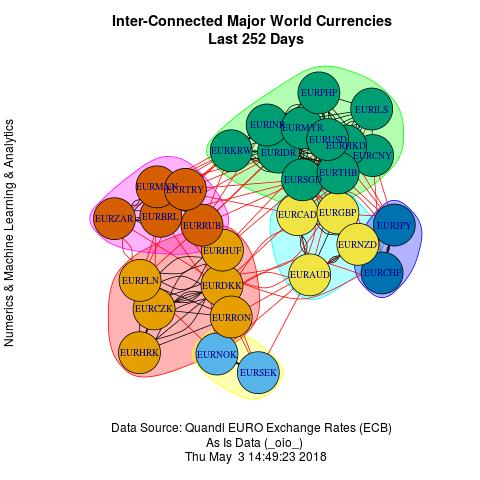 Inter-Connected Major World Currencies
Last 252 Days
Numerics & Machine Learning & Analytics
EURPHP
EURILS
EURINR
EURMYR
EURUSD
EURHKD
EURKRW
EURIDR
EURCNY
EURSGD
EURTHB
EURMXN
EURTRY
EURZAR
EURBRL
EURRUB
EURCAD
EURGBP
EURJPY
EURNZD
EURHUF
EURAUD
EURCHF
EURPLN
EURDKK
EURCZK
EURRON
EURHRK
EURNOK
EURSEK
Data Source: Quandl EURO Exchange Rates (ECB)
As Is Data (_oio_)
Thu May  3 14:49:23 2018